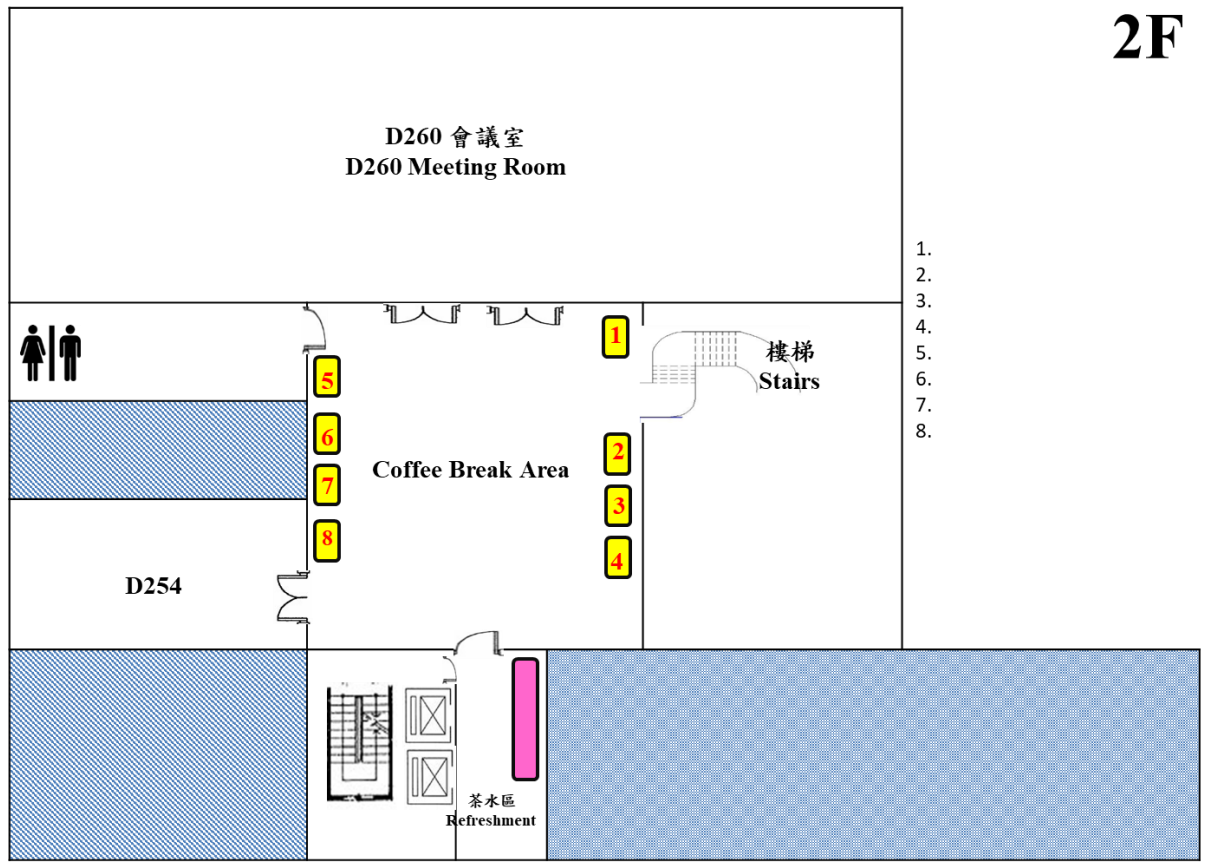 2F
D260 會議室
D260 Meeting Room
1.
2.
3.
4.
5.
6.
7.
8.
1
樓梯
Stairs
5
6
2
Coffee Break Area
7
3
8
4
D254
茶水區
Refreshment